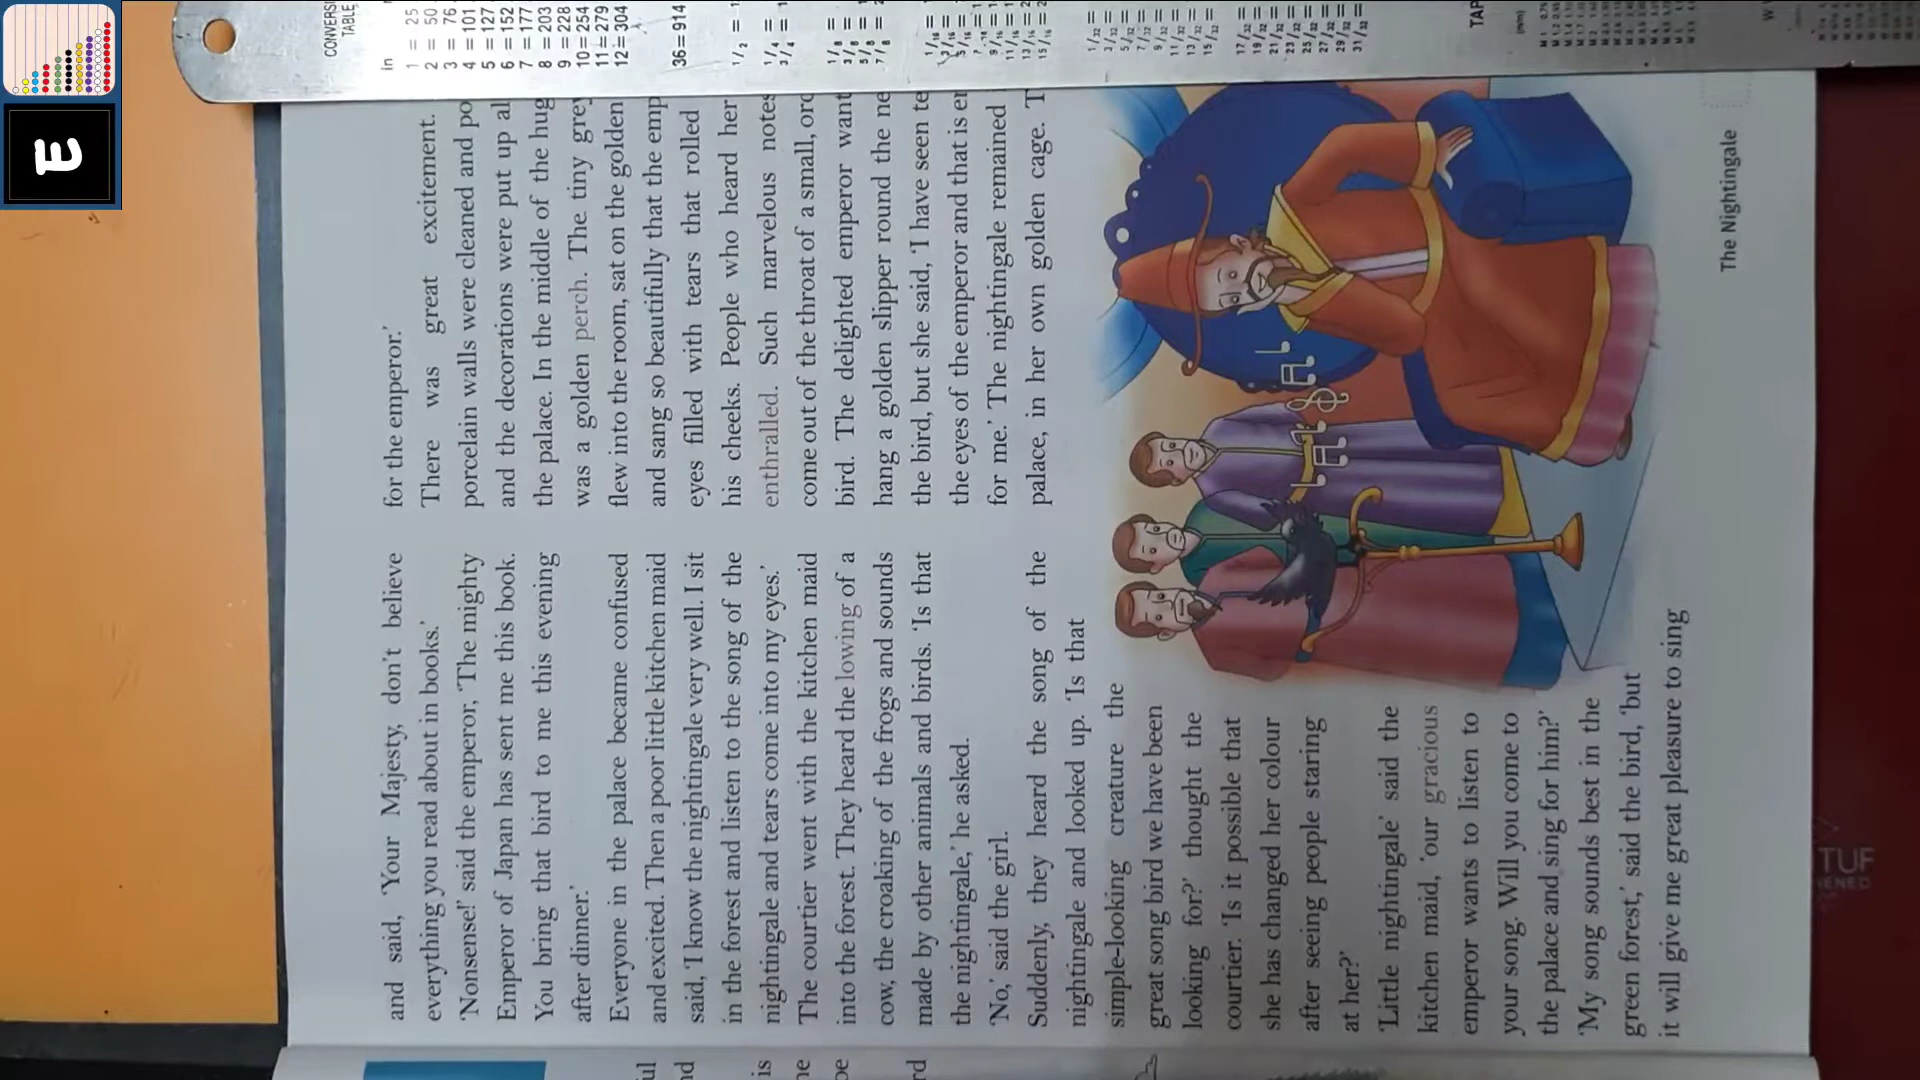 and said, 'Your Majesty, don't believe
everything you read about in books.'
'Nonsense!' said the emperor, 'The mighty
Emperor of Japan has sent me this book.
You bring that bird to me this evening
after dinner.'
Everyone in the palace became confused
and excited. Then a poor little kitchen maid
said, 'I know the nightingale very well. I sit
in the forest and listen to the song of the
nightingale and tears come into my eyes.'
The courtier went with the kitchen maid
into the forest. They heard the lowing of a
cow, the croaking of the frogs and sounds
made by other animals and birds. 'Is that
the nightingale,' he asked.
'No,' said the girl.
Suddenly, they heard the song of the
nightingale and looked up. 'Is that
simple-looking creature the
great song bird we have been
looking for?' thought the
courtier. 'Is it possible that
she has changed her colour
after seeing people staring
at her?'
'Little nightingale' said the
kitchen maid, 'our gracious
emperor wants to listen to
your song. Will you come to
the palace and sing for him?'
'My song sounds best in the
green forest,' said the bird, 'but
it will give me great pleasure to sing
for the emperor.'
There was great excitement.
porcelain walls were cleaned and po
and the decorations were put up al
the palace. In the middle of the hug
was a golden perch. The tiny grey
flew into the room, sat on the golden
and sang so beautifully that the emp
eyes filled with tears that rolled
his cheeks. People who heard her
enthralled. Such marvelous notes
come out of the throat of a small, ord
bird. The delighted emperor want
hang a golden slipper round the ne
the bird, but she said, 'I have seen te
the eyes of the emperor and that is en
for me.' The nightingale remained
palace, in her own golden cage. T
The Nightingale
CONVERSI
TABLE
in
1 = 25
2 = 50
3 = 76
4 = 101
5 = 127
6 = 152
7 = 177
8 = 203
9 = 228
10 = 254
11 = 279
12 = 304
36 = 914
1/2 = 1
1/4 =
3/4 = 1
1/8 =
3/8 =
5/8 =
7/8 = 2
1/16 =
3/16 =
5/16 =
7/16 = 1
9/16 = 1
11/16 = 1
13/16 = 2
15/16 = 2
1/32 =
3/32 =
5/32 =
7/32 =
9/32 =
11/32 =
13/32 =
15/32 =
17/32 =
19/32 =
21/32 =
23/32 =
25/32 =
27/32 =
29/32 =
31/32 =
TAP
(mm)
TUF
ENED
ul
nd
is
ne
be
rd
E